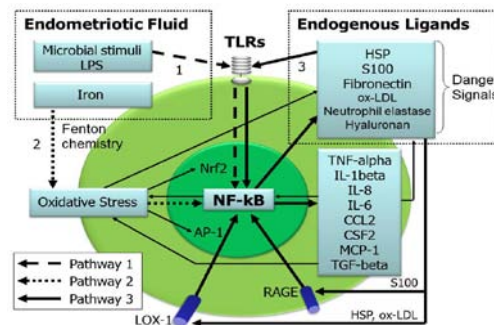 Endometriotic Fluid
Microbial stimuli
LPS
Iron
1
TLRs
Endogenous Ligands
3
HSP
S100
Fibronectin
ox-LDL
Neutrophil elastase
Hyaluronan
Danger
Signals
2
Fenton
chemistry
Nrf2
Oxidative Stress
NF-kB
AP-1
TNF-alpha
IL-1beta
IL-8
IL-6
CCL2
CSF2
MCP-1
TGF-beta
Pathway 1
Pathway 2
Pathway 3
LOX-1
RAGE
S100
HSP, ox-LDL